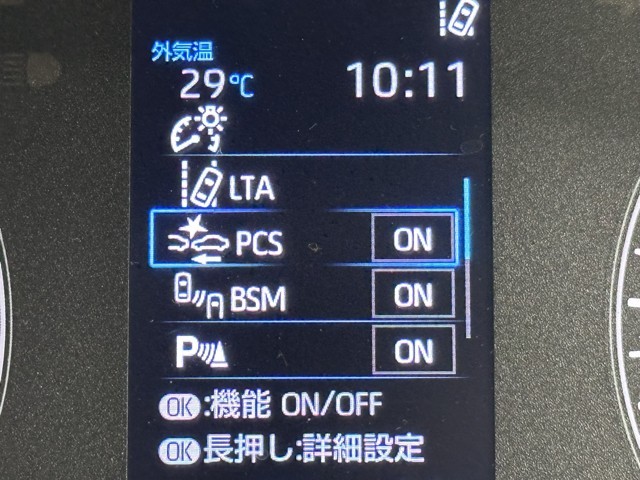 外気温
29℃ 10:11
LTA
PCS ON
BSM ON
P ON
OK:機能 ON/OFF
OK長押し:詳細設定